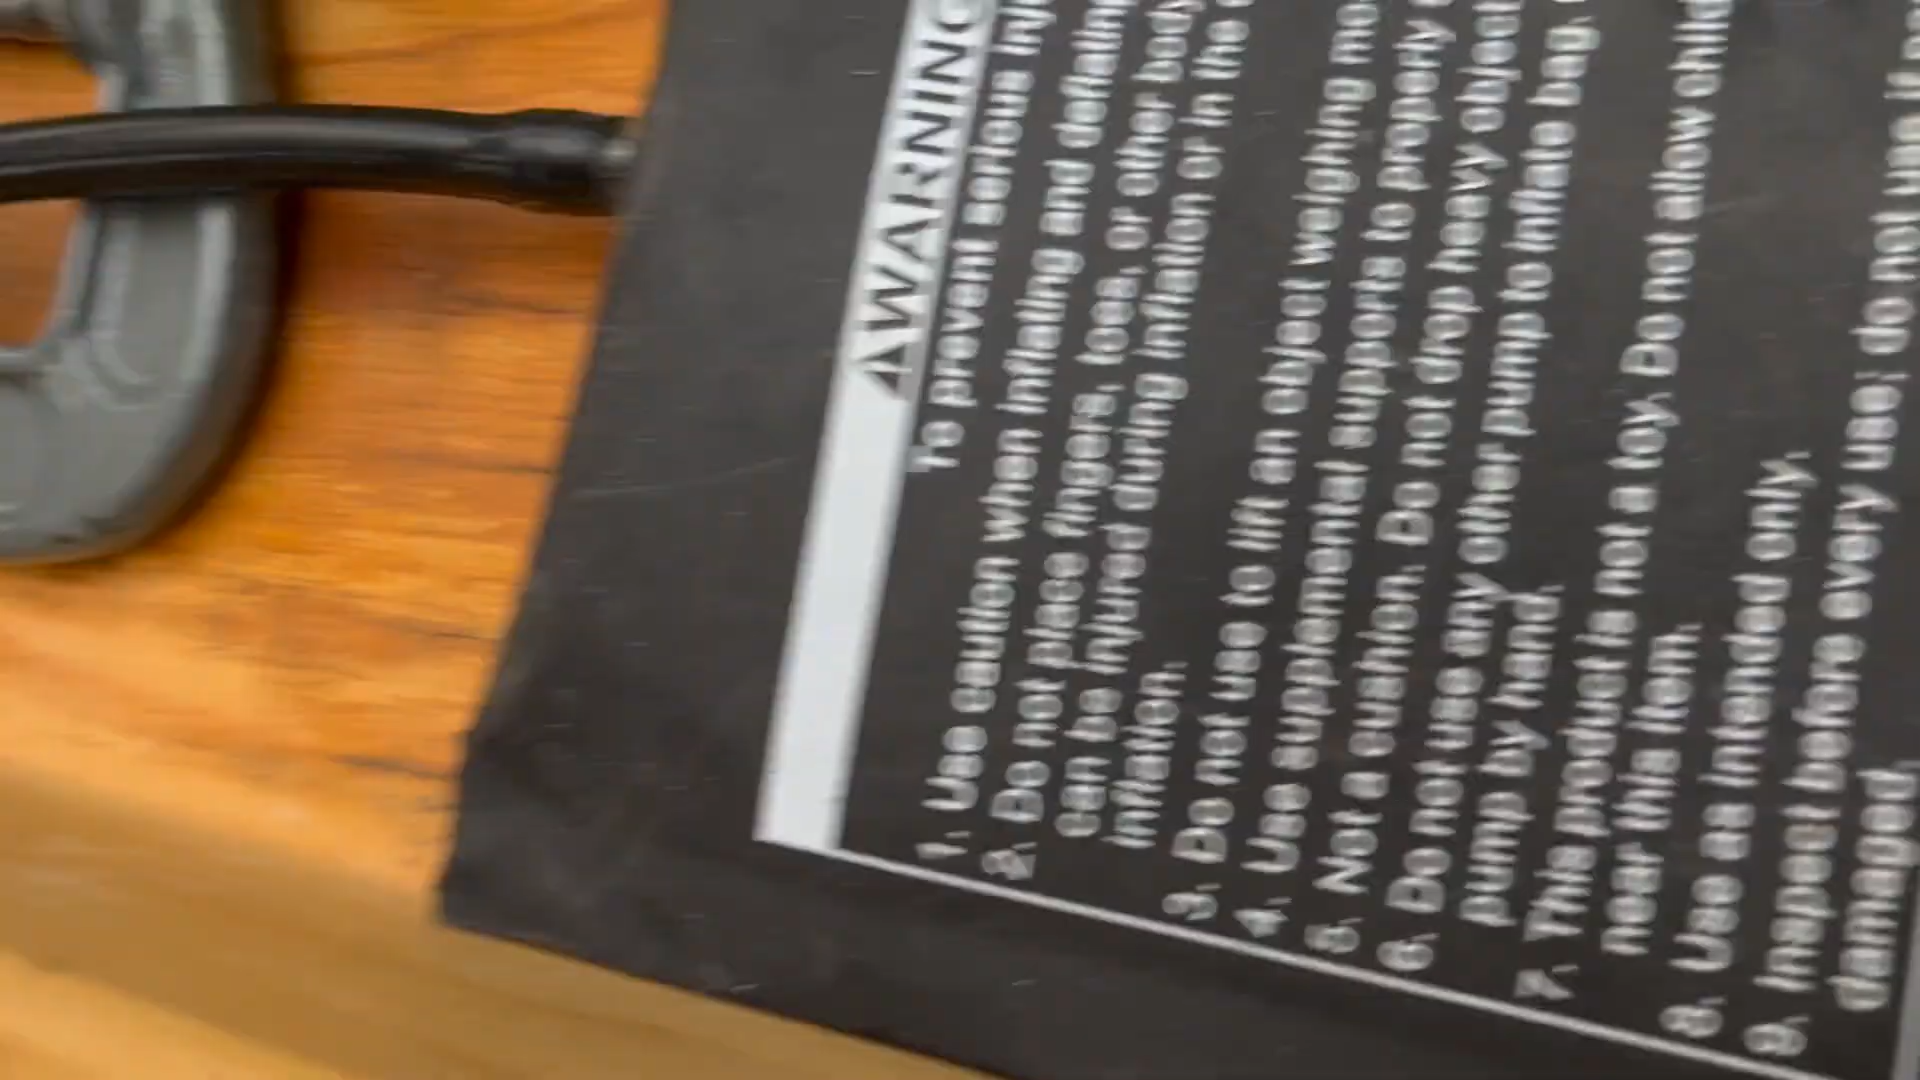 ⚠WARNING
To prevent serious inj
1. Use caution when inflating and deflating
2. Do not place fingers, toes, or other body
can be injured during inflation or in the
inflation.
3. Do not use to lift an object weighing mo
4. Use supplemental supports to properly
5. Not a cushion. Do not drop heavy objec
6. Do not use any other pump to inflate bag.
pump by hand.
7. This product is not a toy. Do not allow child
near this item.
8. Use as intended only.
9. Inspect before every use; do not use if
damaged.